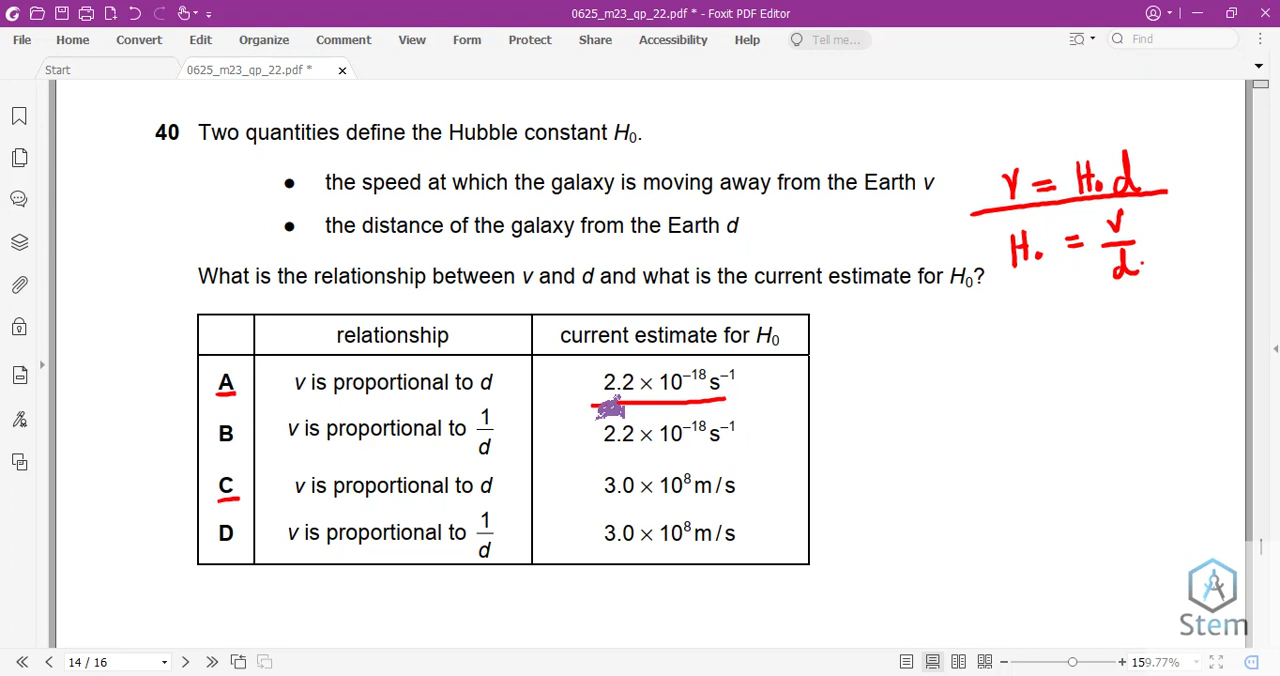 0625_m23_qp_22.pdf * - Foxit PDF Editor
File Home Convert Edit Organize Comment View Form Protect Share Accessibility Help Tell me... Find
Start 0625_m23_qp_22.pdf *
40 Two quantities define the Hubble constant H₀.
● the speed at which the galaxy is moving away from the Earth v
● the distance of the galaxy from the Earth d
What is the relationship between v and d and what is the current estimate for H₀?
v = H₀ d
H₀ = v/d
relationship current estimate for H₀
A v is proportional to d 2.2 × 10⁻¹⁸ s⁻¹
B v is proportional to 1/d 2.2 × 10⁻¹⁸ s⁻¹
C v is proportional to d 3.0 × 10⁸ m / s
D v is proportional to 1/d 3.0 × 10⁸ m / s
Stem
14 / 16 159.77%